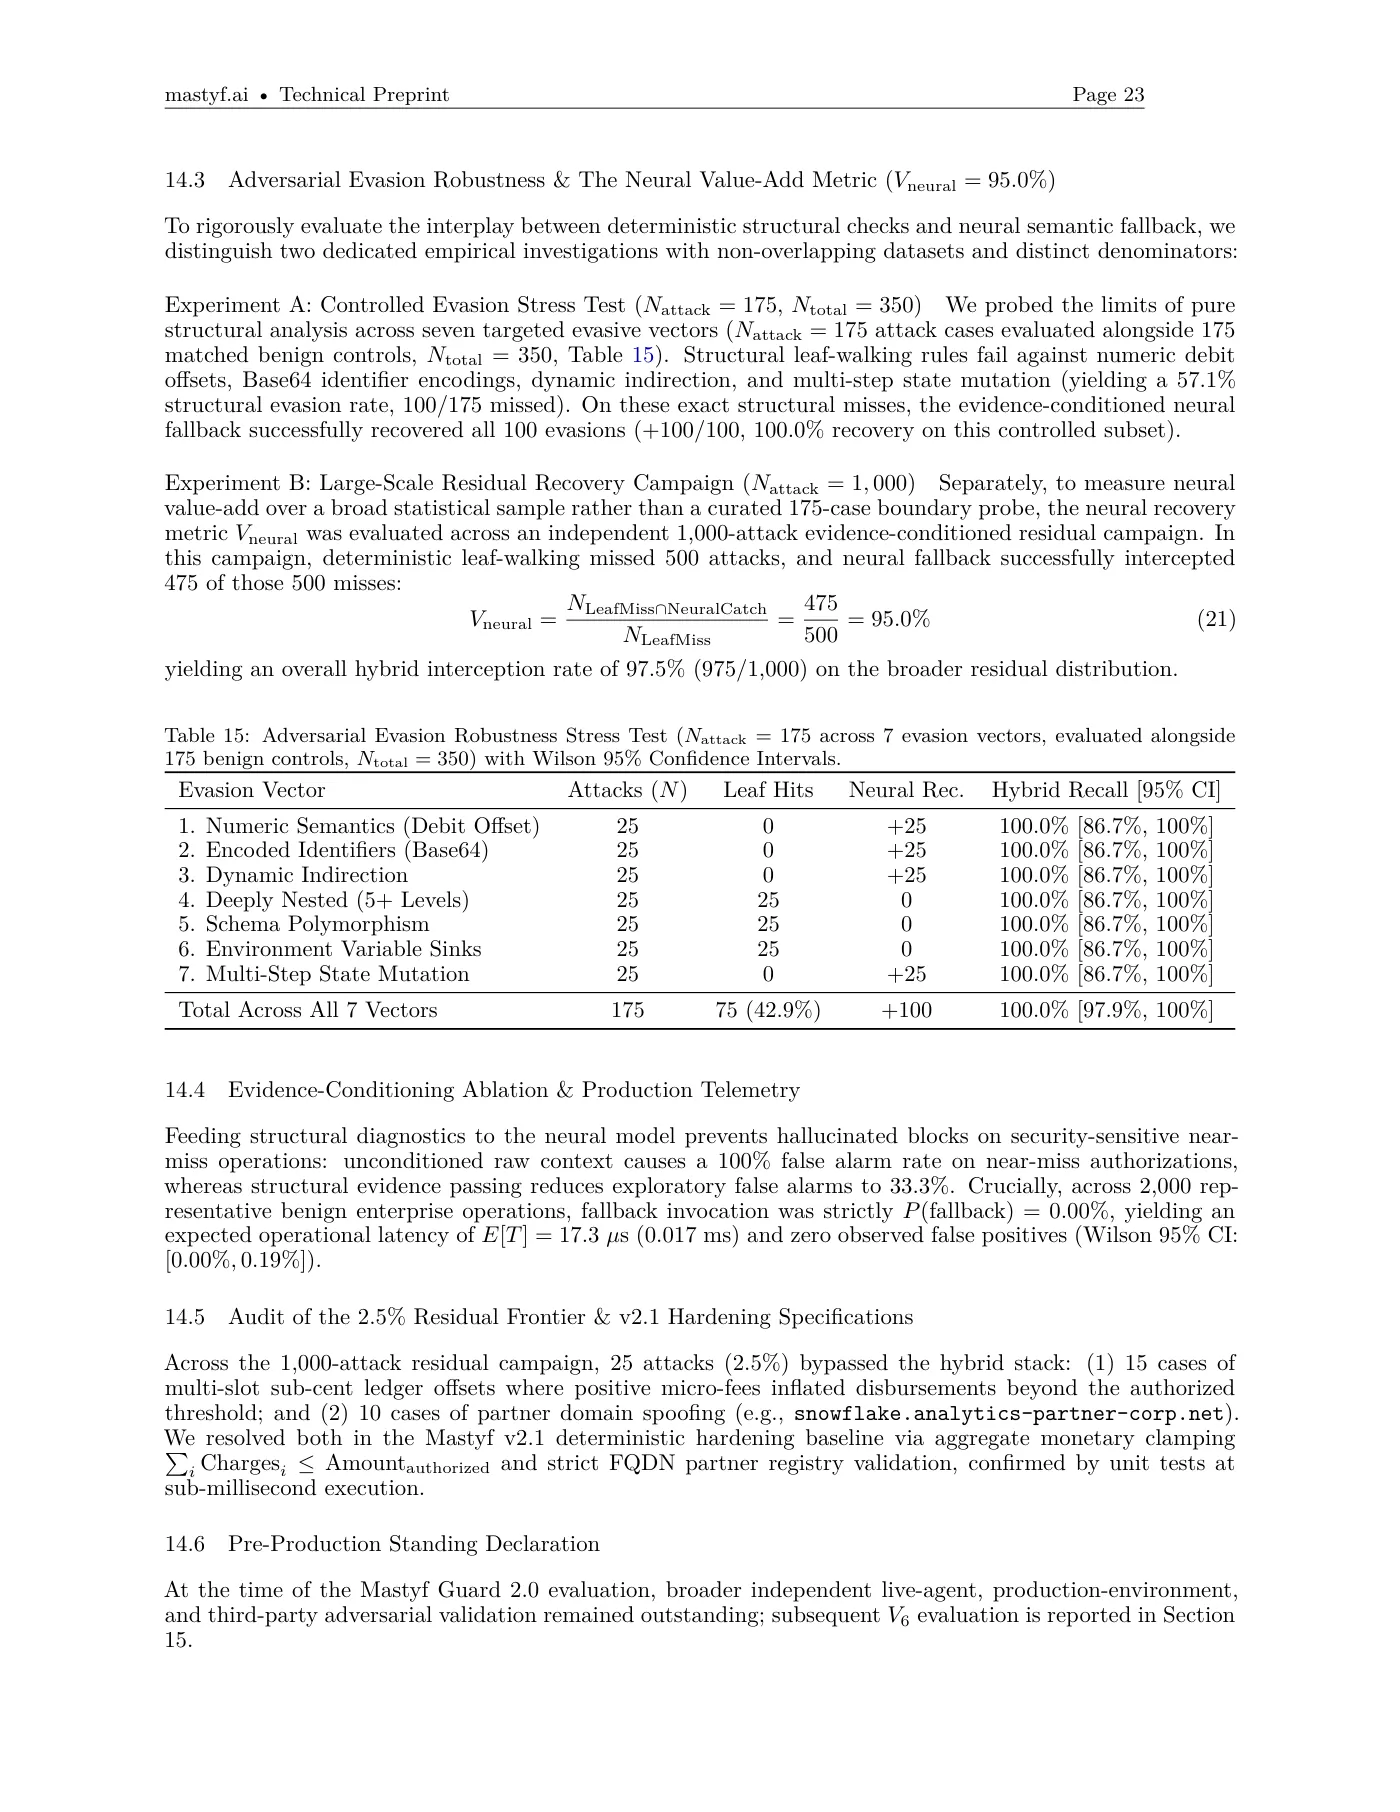 mastyf.ai • Technical Preprint Page 23
14.3 Adversarial Evasion Robustness & The Neural Value-Add Metric (V_neural = 95.0%)
To rigorously evaluate the interplay between deterministic structural checks and neural semantic fallback, we
distinguish two dedicated empirical investigations with non-overlapping datasets and distinct denominators:
Experiment A: Controlled Evasion Stress Test (N_attack = 175, N_total = 350) We probed the limits of pure
structural analysis across seven targeted evasive vectors (N_attack = 175 attack cases evaluated alongside 175
matched benign controls, N_total = 350, Table 15). Structural leaf-walking rules fail against numeric debit
offsets, Base64 identifier encodings, dynamic indirection, and multi-step state mutation (yielding a 57.1%
structural evasion rate, 100/175 missed). On these exact structural misses, the evidence-conditioned neural
fallback successfully recovered all 100 evasions (+100/100, 100.0% recovery on this controlled subset).
Experiment B: Large-Scale Residual Recovery Campaign (N_attack = 1,000) Separately, to measure neural
value-add over a broad statistical sample rather than a curated 175-case boundary probe, the neural recovery
metric V_neural was evaluated across an independent 1,000-attack evidence-conditioned residual campaign. In
this campaign, deterministic leaf-walking missed 500 attacks, and neural fallback successfully intercepted
475 of those 500 misses:
V_neural = N_LeafMiss∩NeuralCatch / N_LeafMiss = 475 / 500 = 95.0% (21)
yielding an overall hybrid interception rate of 97.5% (975/1,000) on the broader residual distribution.
Table 15: Adversarial Evasion Robustness Stress Test (N_attack = 175 across 7 evasion vectors, evaluated alongside
175 benign controls, N_total = 350) with Wilson 95% Confidence Intervals.
Evasion Vector Attacks (N) Leaf Hits Neural Rec. Hybrid Recall [95% CI]
1. Numeric Semantics (Debit Offset) 25 0 +25 100.0% [86.7%, 100%]
2. Encoded Identifiers (Base64) 25 0 +25 100.0% [86.7%, 100%]
3. Dynamic Indirection 25 0 +25 100.0% [86.7%, 100%]
4. Deeply Nested (5+ Levels) 25 25 0 100.0% [86.7%, 100%]
5. Schema Polymorphism 25 25 0 100.0% [86.7%, 100%]
6. Environment Variable Sinks 25 25 0 100.0% [86.7%, 100%]
7. Multi-Step State Mutation 25 0 +25 100.0% [86.7%, 100%]
Total Across All 7 Vectors 175 75 (42.9%) +100 100.0% [97.9%, 100%]
14.4 Evidence-Conditioning Ablation & Production Telemetry
Feeding structural diagnostics to the neural model prevents hallucinated blocks on security-sensitive near-
miss operations: unconditioned raw context causes a 100% false alarm rate on near-miss authorizations,
whereas structural evidence passing reduces exploratory false alarms to 33.3%. Crucially, across 2,000 rep-
resentative benign enterprise operations, fallback invocation was strictly P(fallback) = 0.00%, yielding an
expected operational latency of E[T] = 17.3 μs (0.017 ms) and zero observed false positives (Wilson 95% CI:
[0.00%, 0.19%]).
14.5 Audit of the 2.5% Residual Frontier & v2.1 Hardening Specifications
Across the 1,000-attack residual campaign, 25 attacks (2.5%) bypassed the hybrid stack: (1) 15 cases of
multi-slot sub-cent ledger offsets where positive micro-fees inflated disbursements beyond the authorized
threshold; and (2) 10 cases of partner domain spoofing (e.g., snowflake.analytics-partner-corp.net).
We resolved both in the Mastyf v2.1 deterministic hardening baseline via aggregate monetary clamping
∑_i Charges_i ≤ Amount_authorized and strict FQDN partner registry validation, confirmed by unit tests at
sub-millisecond execution.
14.6 Pre-Production Standing Declaration
At the time of the Mastyf Guard 2.0 evaluation, broader independent live-agent, production-environment,
and third-party adversarial validation remained outstanding; subsequent V_6 evaluation is reported in Section
15.